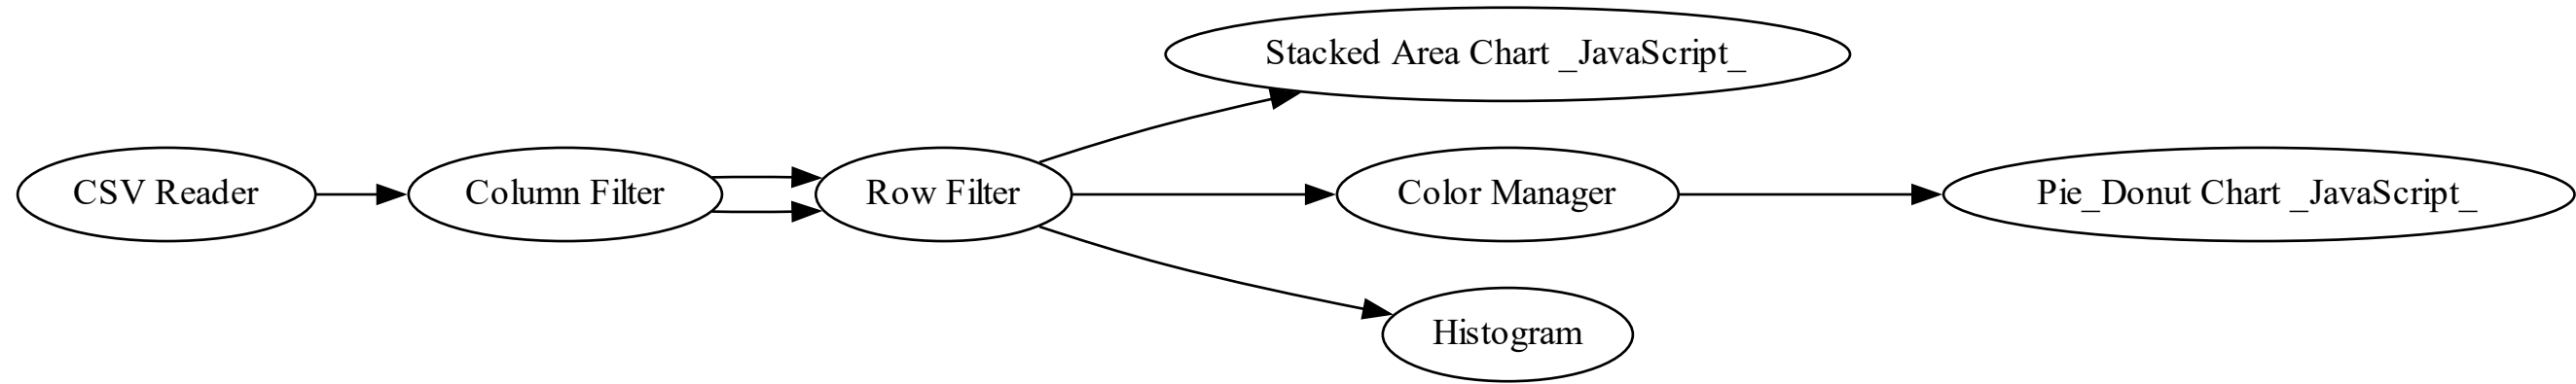 Stacked Area Chart _JavaScript_
CSV Reader
Column Filter
Row Filter
Color Manager
Pie_Donut Chart _JavaScript_
Histogram